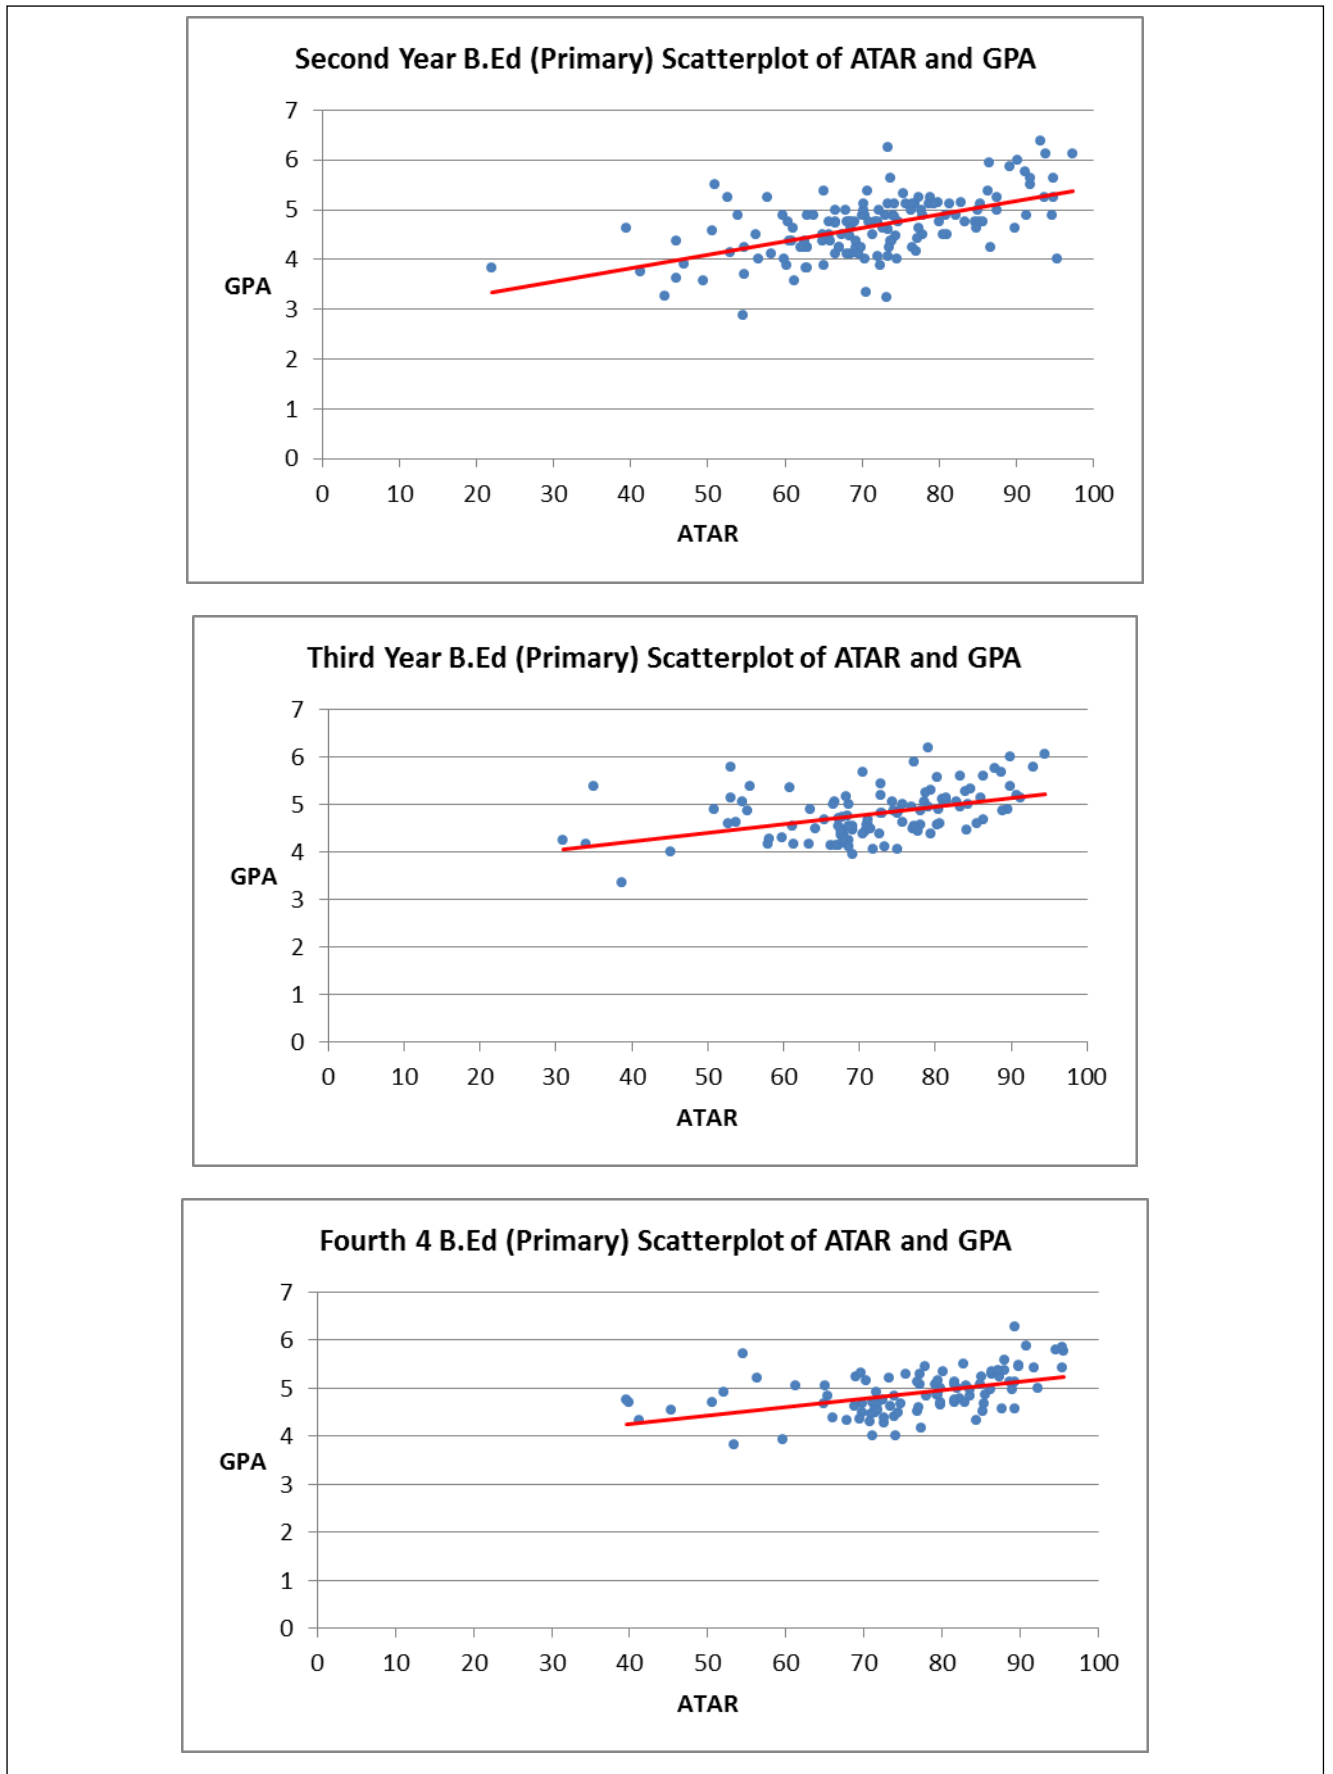 Second Year B.Ed (Primary) Scatterplot of ATAR and GPA
7
6
5
4
GPA
3
2
1
0
0 10 20 30 40 50 60 70 80 90 100
ATAR
Third Year B.Ed (Primary) Scatterplot of ATAR and GPA
7
6
5
4
GPA
3
2
1
0
0 10 20 30 40 50 60 70 80 90 100
ATAR
Fourth 4 B.Ed (Primary) Scatterplot of ATAR and GPA
7
6
5
4
GPA
3
2
1
0
0 10 20 30 40 50 60 70 80 90 100
ATAR